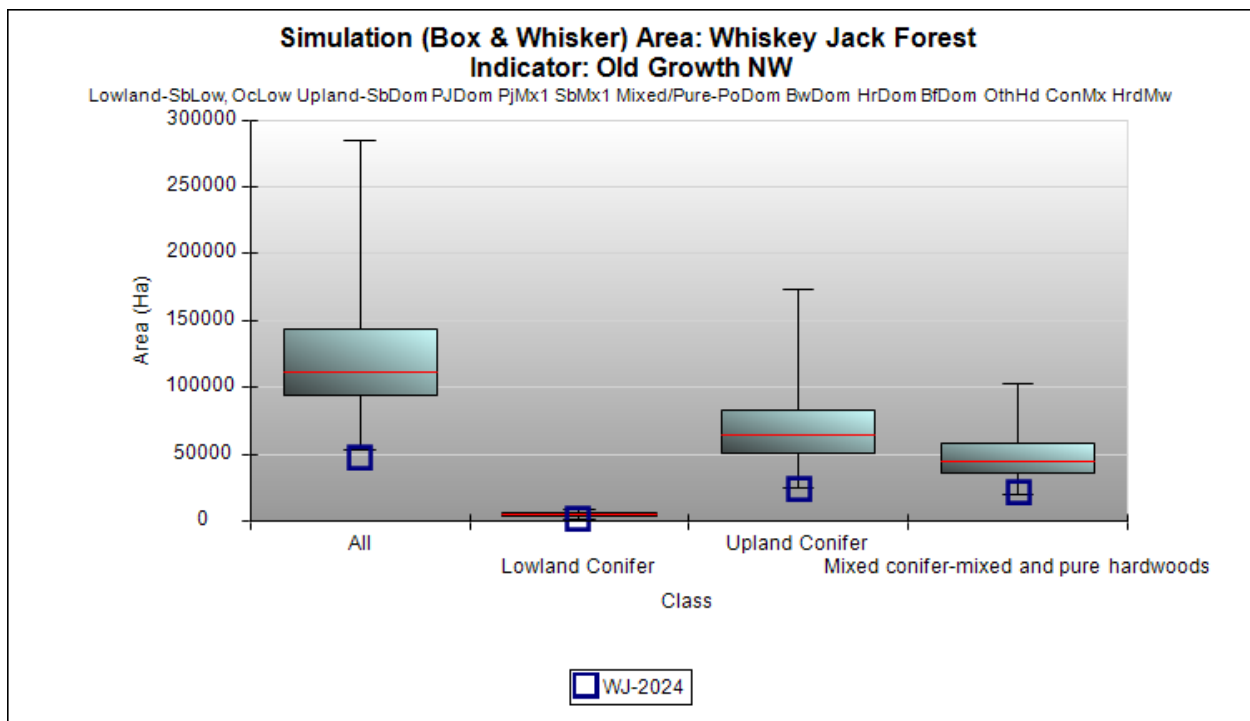 Simulation (Box & Whisker) Area: Whiskey Jack Forest
Indicator: Old Growth NW
Lowland-SbLow, OcLow Upland-SbDom PJDom PjMx1 SbMx1 Mixed/Pure-PoDom BwDom HrDom BfDom OthHd ConMx HrdMw
300000
250000
200000
150000
100000
50000
0
Area (Ha)
All
Lowland Conifer
Upland Conifer
Mixed conifer-mixed and pure hardwoods
Class
WJ-2024